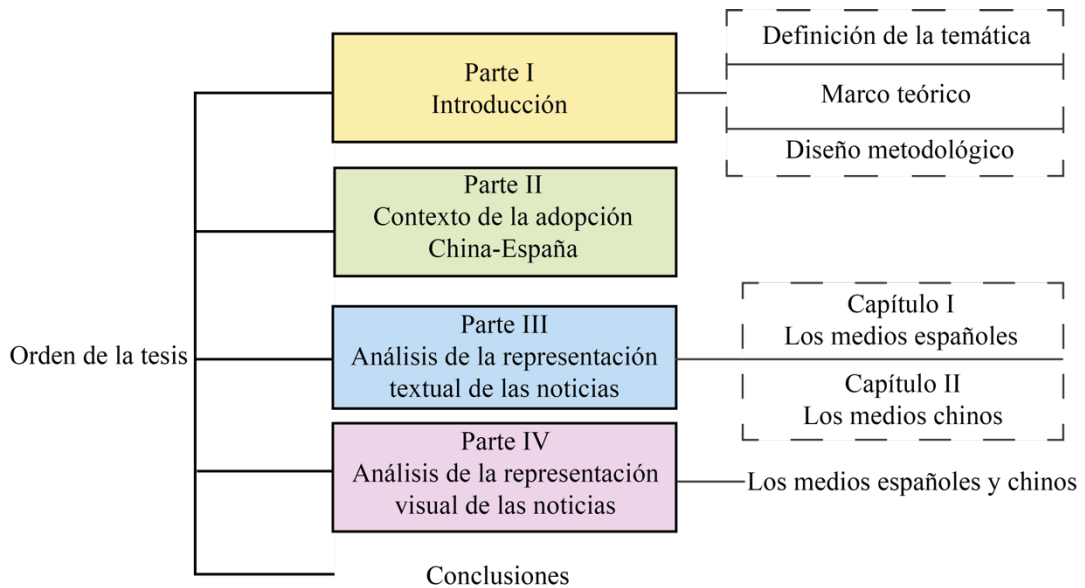 Orden de la tesis
Parte I
Introducción
Definición de la temática
Marco teórico
Diseño metodológico
Parte II
Contexto de la adopción
China-España
Parte III
Análisis de la representación
textual de las noticias
Capítulo I
Los medios españoles
Capítulo II
Los medios chinos
Parte IV
Análisis de la representación
visual de las noticias
Los medios españoles y chinos
Conclusiones